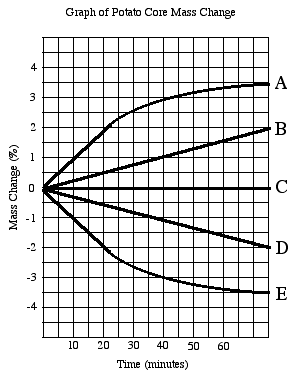 Graph of Potato Core Mass Change
4
3
2
1
0
-1
-2
-3
-4
Mass Change (%)
A
B
C
D
E
10 20 30 40 50 60
Time (minutes)